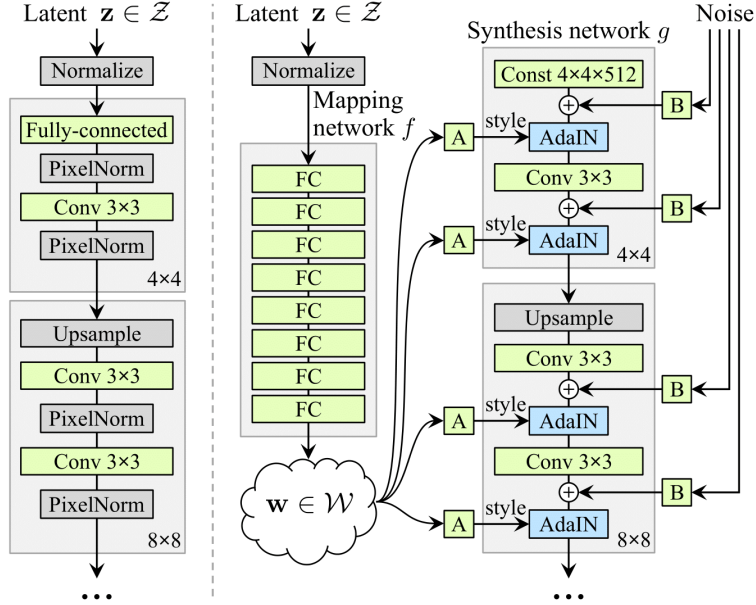 Latent z ∈ 𝒵
Normalize
Fully-connected
PixelNorm
Conv 3×3
PixelNorm
4×4
Upsample
Conv 3×3
PixelNorm
Conv 3×3
PixelNorm
8×8
...
Latent z ∈ 𝒵
Normalize
Mapping
network f
FC
FC
FC
FC
FC
FC
FC
FC
w ∈ 𝒲
Synthesis network g
Noise
Const 4×4×512
B
A
style
AdaIN
Conv 3×3
B
A
style
AdaIN
4×4
Upsample
Conv 3×3
B
A
style
AdaIN
Conv 3×3
B
A
style
AdaIN
8×8
...